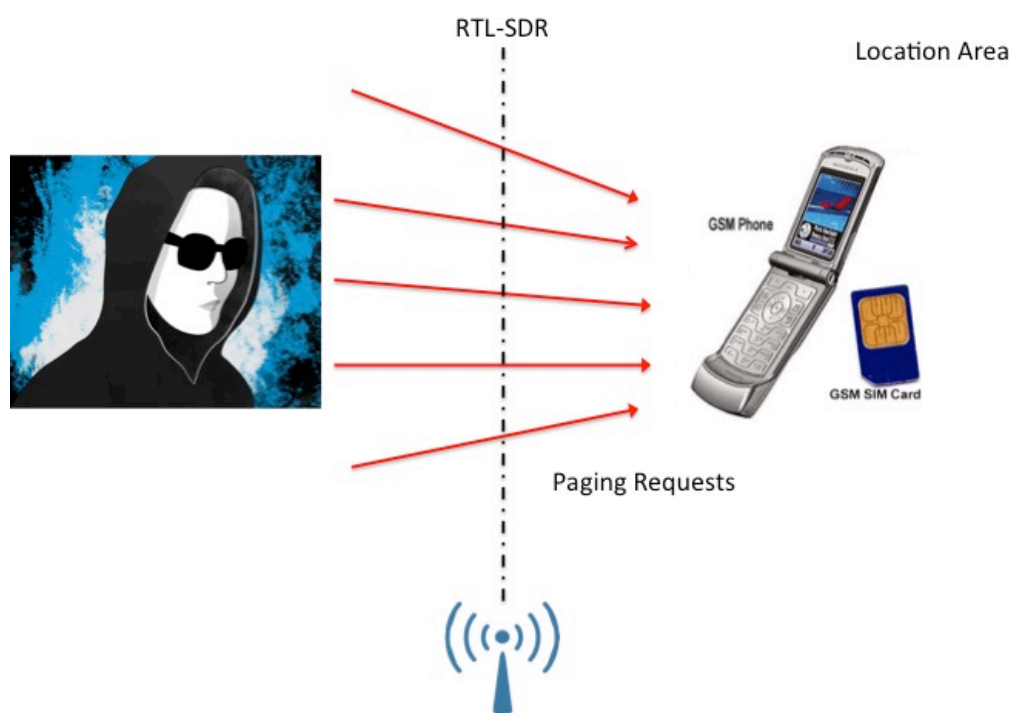 RTL-SDR
Location Area
GSM Phone
GSM SIM Card
Paging Requests